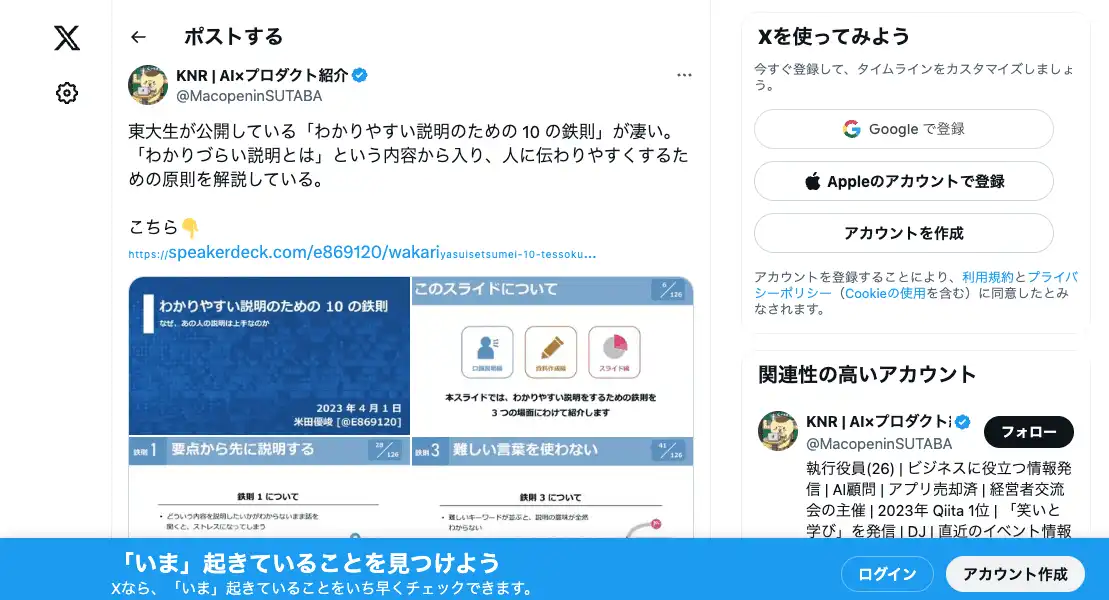 ポストする
KNR | AI×プロダクト紹介
@MacopeninSUTABA
東大生が公開している「わかりやすい説明のための 10 の鉄則」が凄い。
「わかりづらい説明とは」という内容から入り、人に伝わりやすくするた
めの原則を解説している。
こちら👇
https://speakerdeck.com/e869120/wakariyasuisetsumei-10-tessoku…
わかりやすい説明のための 10 の鉄則
なぜ、あの人の説明は上手なのか
2023 年 4 月 1 日
米田優峻 [@E869120]
このスライドについて
6/126
口頭説明編
資料作成編
スライド編
本スライドでは、わかりやすい説明をするための鉄則を
3 つの場面にわけて紹介します
鉄則 1 要点から先に説明する
28/126
鉄則 1 について
・ どういう内容を説明したいかがわからないまま話を
聞くと、ストレスになってしまう
鉄則 3 難しい言葉を使わない
41/126
鉄則 3 について
・ 難しいキーワードが並ぶと、説明の意味が全然
わからない
Xを使ってみよう
今すぐ登録して、タイムラインをカスタマイズしましょ
う。
Google で登録
Appleのアカウントで登録
アカウントを作成
アカウントを登録することにより、利用規約とプライバ
シーポリシー（Cookieの使用を含む）に同意したとみ
なされます。
関連性の高いアカウント
KNR | AI×プロダクト
@MacopeninSUTABA
フォロー
執行役員(26) | ビジネスに役立つ情報発
信 | AI顧問 | アプリ売却済 | 経営者交流
会の主催 | 2023年 Qiita 1位 | 「笑いと
学び」を発信 | DJ | 直近のイベント情報
「いま」起きていることを見つけよう
Xなら、「いま」起きていることをいち早くチェックできます。
ログイン
アカウント作成